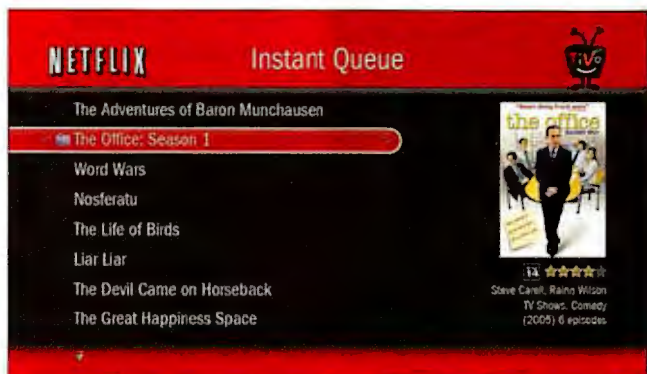 NETFLIX
Instant Queue
TiVo
The Adventures of Baron Munchausen
The Office: Season 1
Word Wars
Nosferatu
The Life of Birds
Liar Liar
The Devil Came on Horseback
The Great Happiness Space
the office
14
Steve Carell, Rainn Wilson
TV Shows, Comedy
(2005) 6 episodes